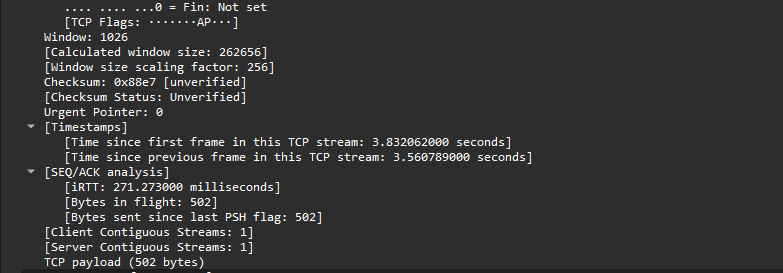 .... .... ...0 = Fin: Not set
[TCP Flags: ·······AP···]
Window: 1026
[Calculated window size: 262656]
[Window size scaling factor: 256]
Checksum: 0x88e7 [unverified]
[Checksum Status: Unverified]
Urgent Pointer: 0
[Timestamps]
[Time since first frame in this TCP stream: 3.832062000 seconds]
[Time since previous frame in this TCP stream: 3.560789000 seconds]
[SEQ/ACK analysis]
[iRTT: 271.273000 milliseconds]
[Bytes in flight: 502]
[Bytes sent since last PSH flag: 502]
[Client Contiguous Streams: 1]
[Server Contiguous Streams: 1]
TCP payload (502 bytes)